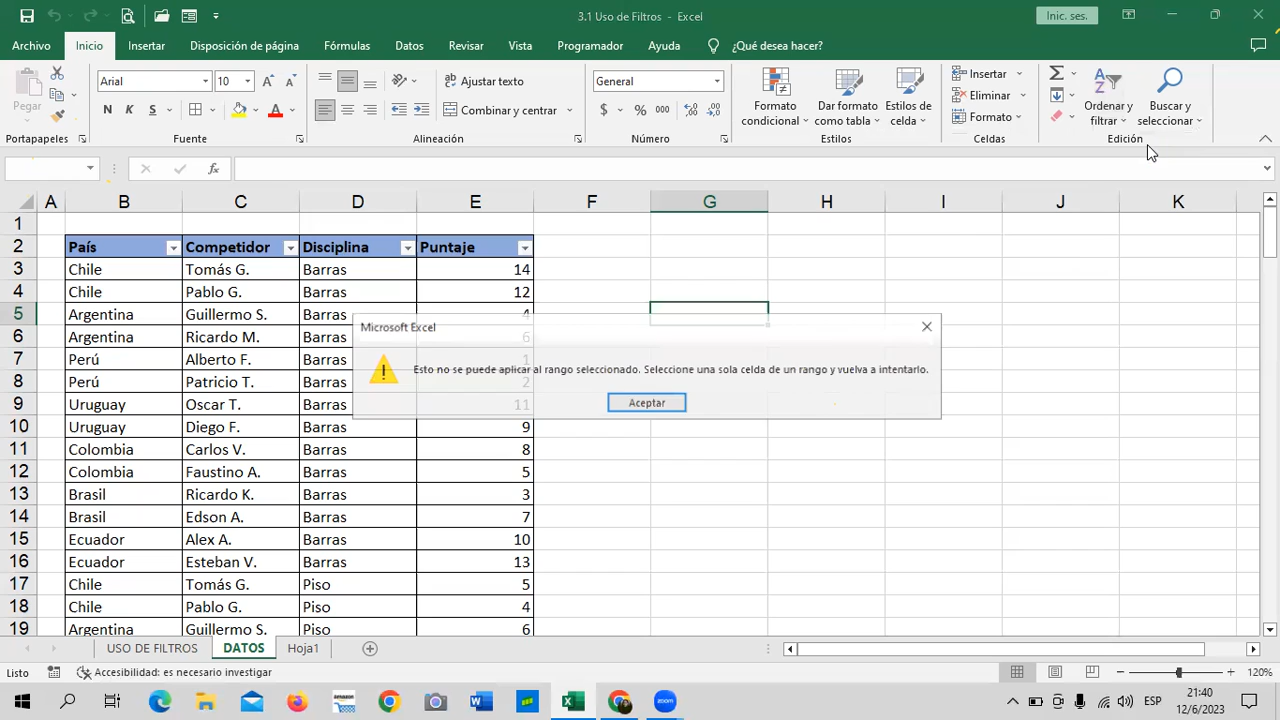 3.1 Uso de Filtros - Excel
Inic. ses.
Archivo Inicio Insertar Disposición de página Fórmulas Datos Revisar Vista Programador Ayuda ¿Qué desea hacer?
Pegar
Portapapeles
Arial 10
N K S
Fuente
Ajustar texto
Combinar y centrar
Alineación
General
$ % 000
Número
Formato condicional
Dar formato como tabla
Estilos de celda
Estilos
Insertar
Eliminar
Formato
Celdas
Ordenar y filtrar
Buscar y seleccionar
Edición
A B C D E F G H I J K
1
2 País Competidor Disciplina Puntaje
3 Chile Tomás G. Barras 14
4 Chile Pablo G. Barras 12
5 Argentina Guillermo S. Barras 4
6 Argentina Ricardo M. Barras 6
7 Perú Alberto F. Barras 1
8 Perú Patricio T. Barras 2
9 Uruguay Oscar T. Barras 11
10 Uruguay Diego F. Barras 9
11 Colombia Carlos V. Barras 8
12 Colombia Faustino A. Barras 5
13 Brasil Ricardo K. Barras 3
14 Brasil Edson A. Barras 7
15 Ecuador Alex A. Barras 10
16 Ecuador Esteban V. Barras 13
17 Chile Tomás G. Piso 5
18 Chile Pablo G. Piso 4
19 Argentina Guillermo S. Piso 6
Microsoft Excel
Esto no se puede aplicar al rango seleccionado. Seleccione una sola celda de un rango y vuelva a intentarlo.
Aceptar
USO DE FILTROS DATOS Hoja1
Listo Accesibilidad: es necesario investigar 120%
ESP
21:40
12/6/2023